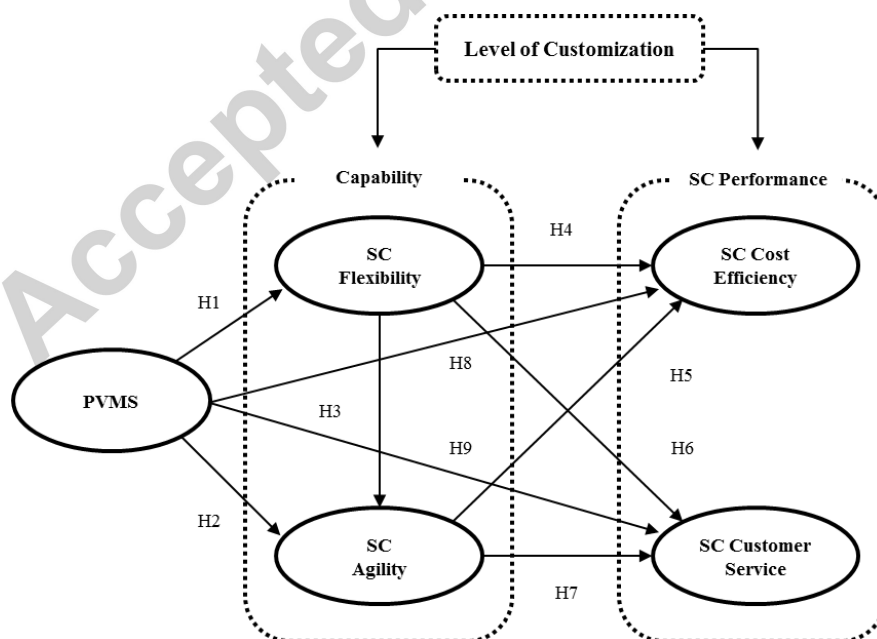 Accepted
Level of Customization
Capability
SC Performance
SC
Flexibility
H4
SC Cost
Efficiency
H1
H8
H5
PVMS
H3
H9
H6
H2
SC
Agility
SC Customer
Service
H7